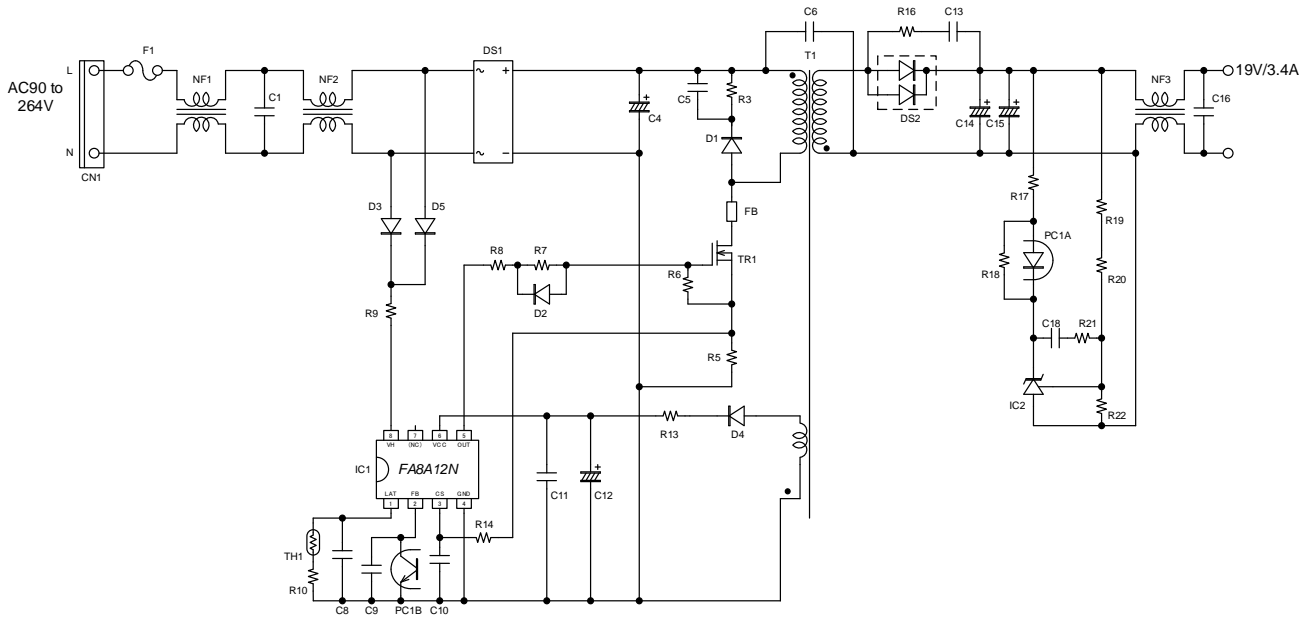 C6
R16
C13
F1
DS1
T1
L
NF1
NF2
NF3
19V/3.4A
AC90 to
264V
C1
C5
R3
C4
DS2
C14
C15
C16
D1
N
CN1
D3
D5
FB
R17
R19
PC1A
R8
R7
R6
TR1
R18
R20
R9
D2
C18
R21
R5
IC2
R22
R13
D4
8
7
6
5
VH
(NC)
VCC
OUT
IC1
FA8A12N
LAT
FB
CS
GND
1
2
3
4
C11
C12
R14
TH1
R10
C8
C9
PC1B
C10